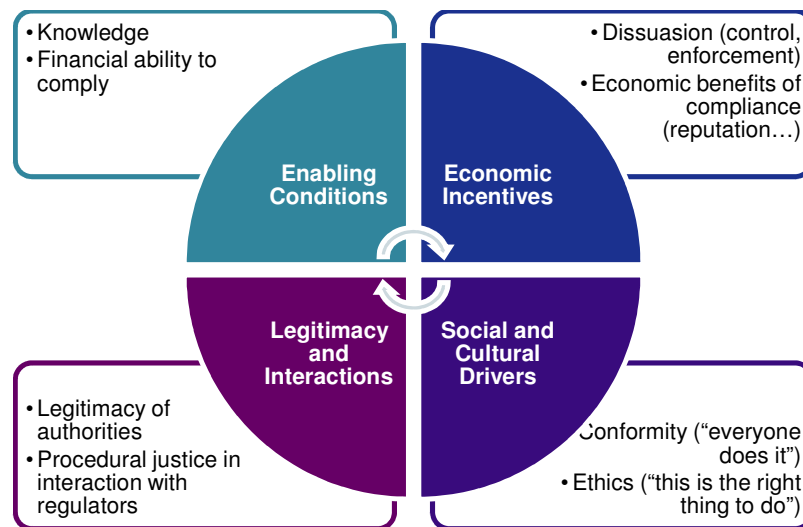 • Knowledge
• Financial ability to
comply
• Dissuasion (control,
enforcement)
• Economic benefits of
compliance
(reputation…)
Enabling
Conditions
Economic
Incentives
Legitimacy
and
Interactions
Social and
Cultural
Drivers
• Legitimacy of
authorities
• Procedural justice in
interaction with
regulators
Conformity (“everyone
does it”)
• Ethics (“this is the right
thing to do”)